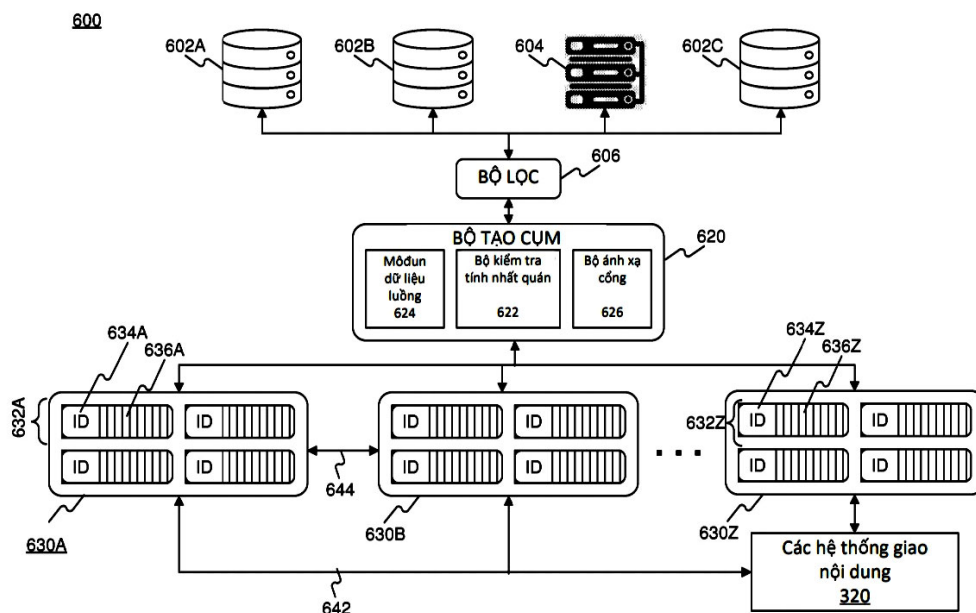 600
602A
602B
604
602C
606
BỘ LỌC
620
BỘ TẠO CỤM
Môđun
dữ liệu
luồng
624
Bộ kiểm tra
tính nhất quán
622
Bộ ánh xạ
cổng
626
634A
636A
634Z
636Z
632A
ID
ID
ID
ID
ID
ID
ID
ID
632Z
ID
ID
ID
ID
644
630A
630B
630Z
Các hệ thống giao
nội dung
320
642